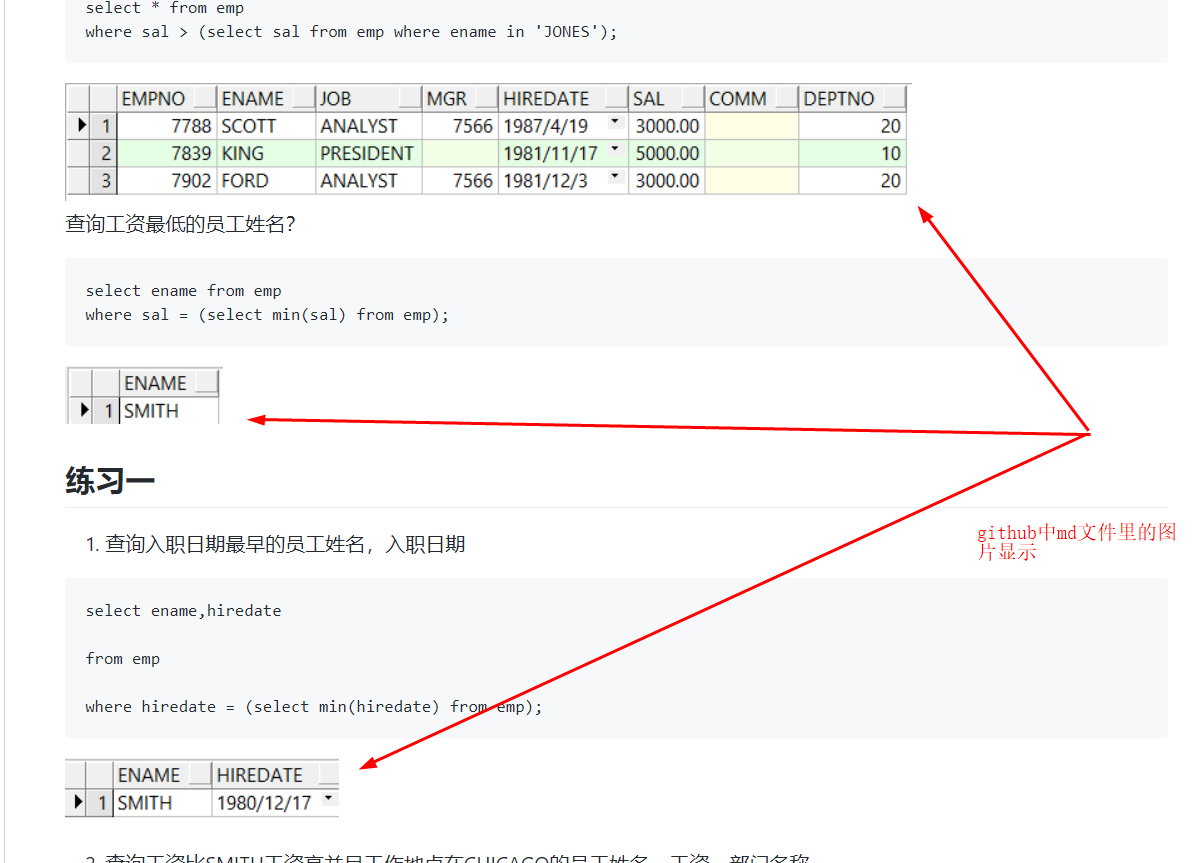 select * from emp
where sal > (select sal from emp where ename in 'JONES');
EMPNO ENAME JOB MGR HIREDATE SAL COMM DEPTNO
1 7788 SCOTT ANALYST 7566 1987/4/19 3000.00 20
2 7839 KING PRESIDENT 1981/11/17 5000.00 10
3 7902 FORD ANALYST 7566 1981/12/3 3000.00 20
查询工资最低的员工姓名？
select ename from emp
where sal = (select min(sal) from emp);
ENAME
1 SMITH
练习一
github中md文件里的图
片显示
1. 查询入职日期最早的员工姓名，入职日期
select ename,hiredate
from emp
where hiredate = (select min(hiredate) from emp);
ENAME HIREDATE
1 SMITH 1980/12/17
2. 查询工资比SMITH工资高并且工作地点在CHICAGO的员工姓名，工资，部门名称